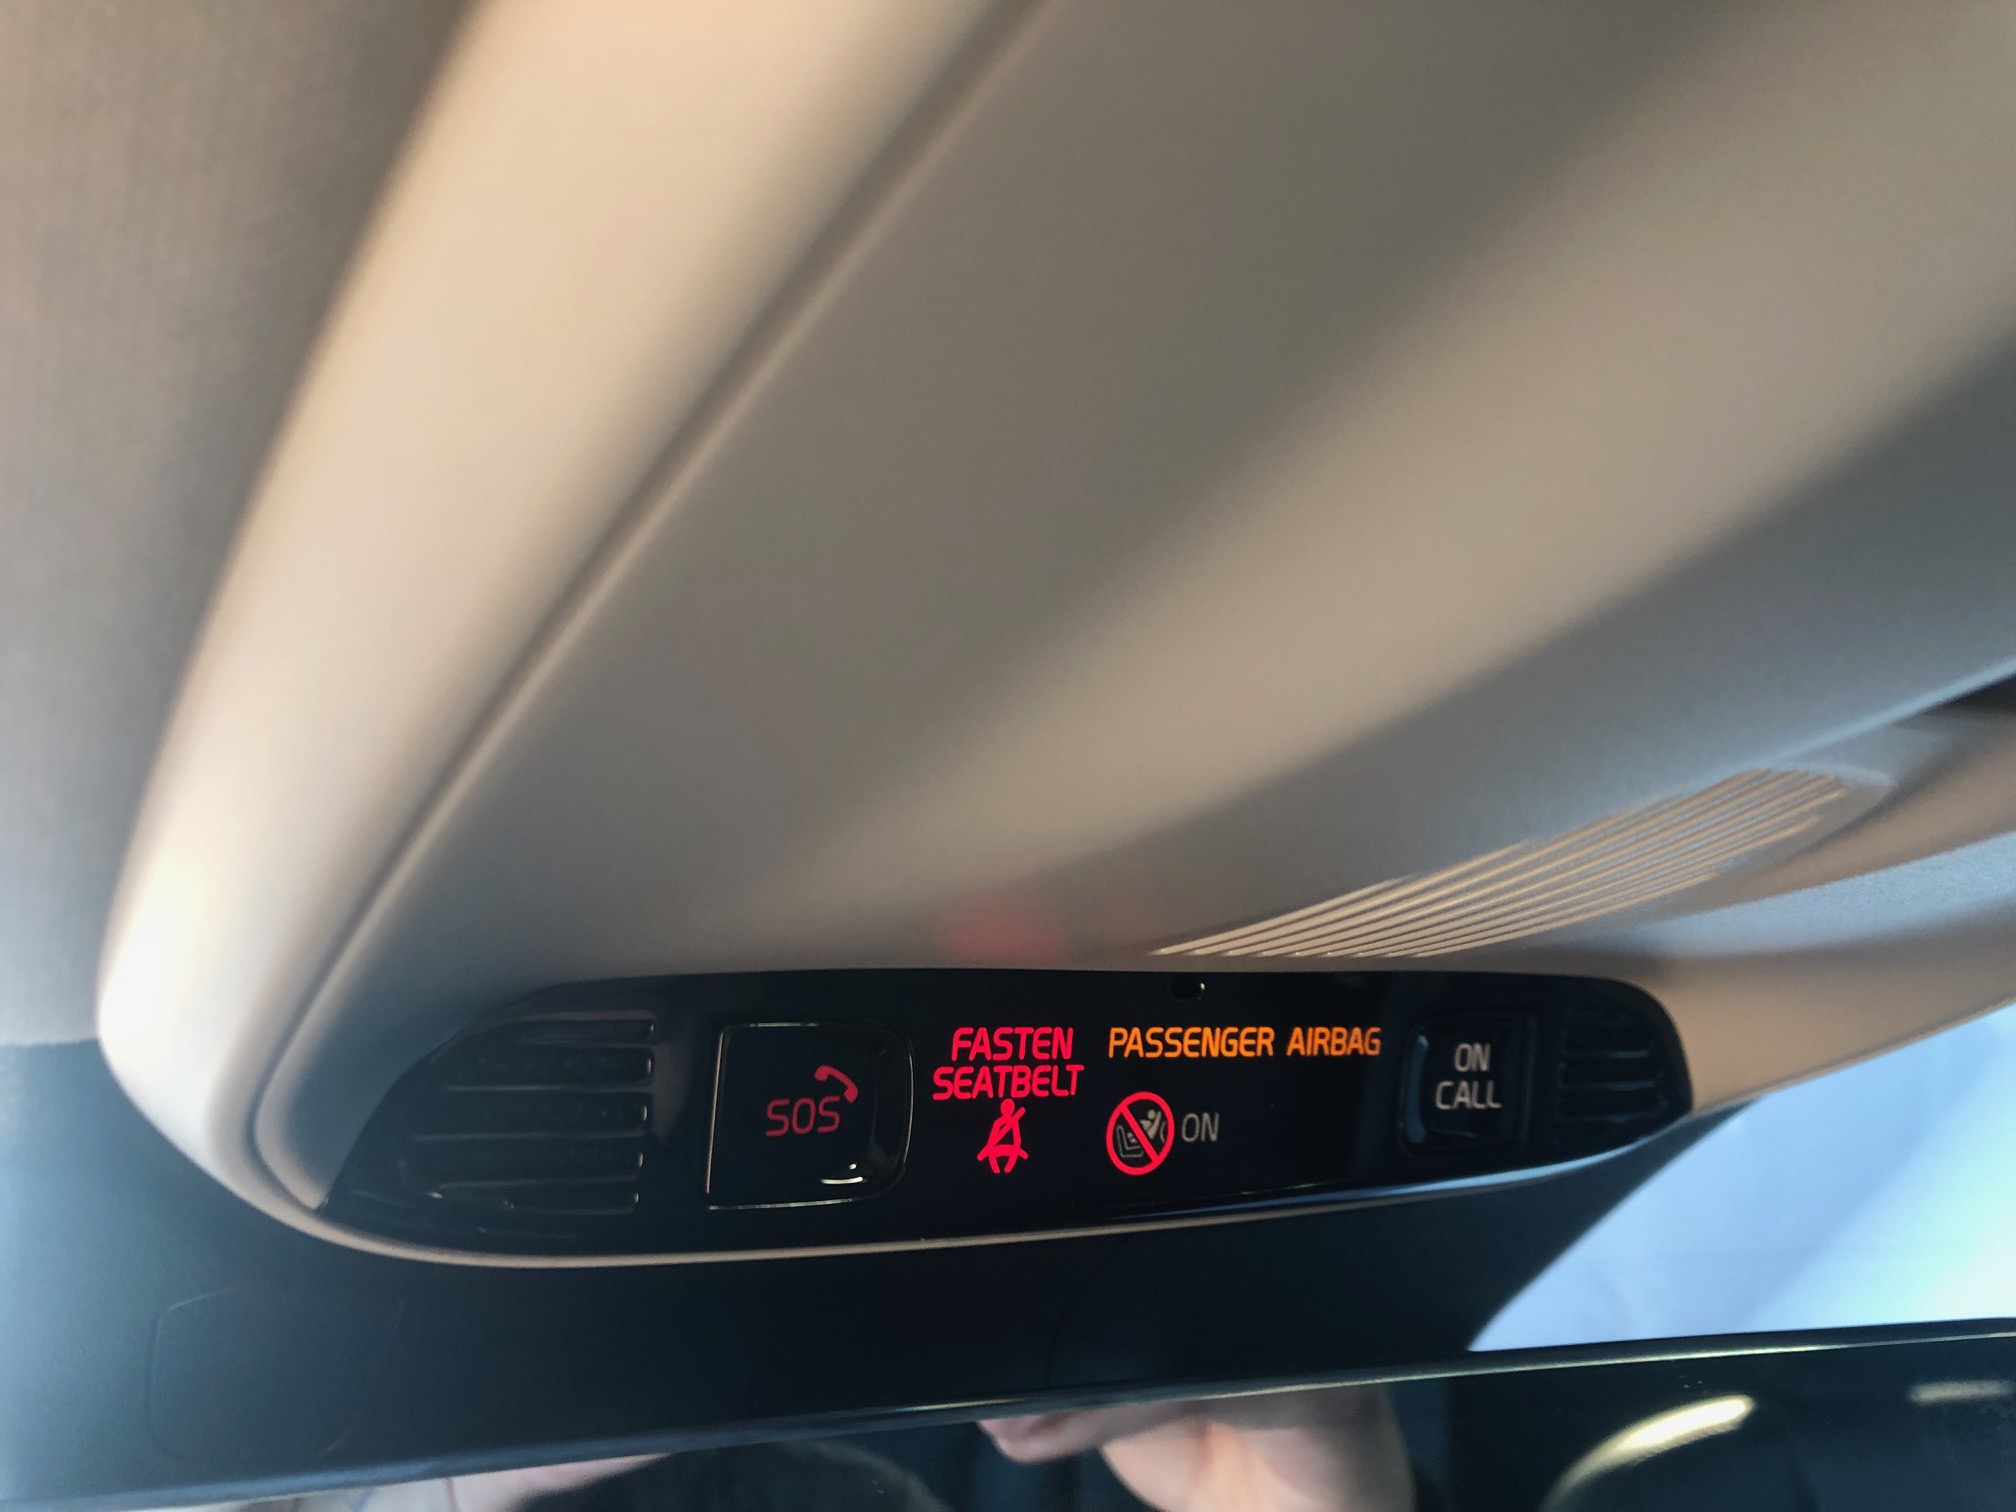 SOS
FASTEN
SEATBELT
PASSENGER AIRBAG
ON
ON
CALL